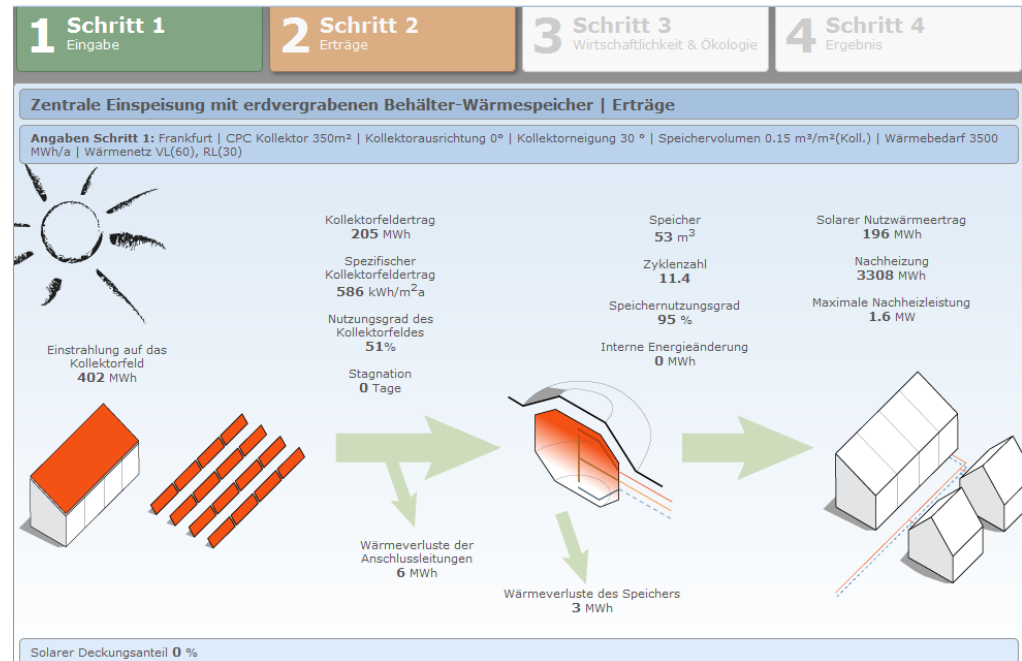 1 Schritt 1
Eingabe
2 Schritt 2
Erträge
3 Schritt 3
Wirtschaftlichkeit & Ökologie
4 Schritt 4
Ergebnis
Zentrale Einspeisung mit erdvergrabenen Behälter-Wärmespeicher | Erträge
Angaben Schritt 1: Frankfurt | CPC Kollektor 350m² | Kollektorausrichtung 0° | Kollektorneigung 30 ° | Speichervolumen 0.15 m³/m²(Koll.) | Wärmebedarf 3500
MWh/a | Wärmenetz VL(60), RL(30)
Einstrahlung auf das
Kollektorfeld
402 MWh
Kollektorfeldertrag
205 MWh
Spezifischer
Kollektorfeldertrag
586 kWh/m²a
Nutzungsgrad des
Kollektorfeldes
51%
Stagnation
0 Tage
Speicher
53 m³
Zyklenzahl
11.4
Speichernutzungsgrad
95 %
Interne Energieänderung
0 MWh
Solarer Nutzwärmeertrag
196 MWh
Nachheizung
3308 MWh
Maximale Nachheizleistung
1.6 MW
Wärmeverluste der
Anschlussleitungen
6 MWh
Wärmeverluste des Speichers
3 MWh
Solarer Deckungsanteil 0 %